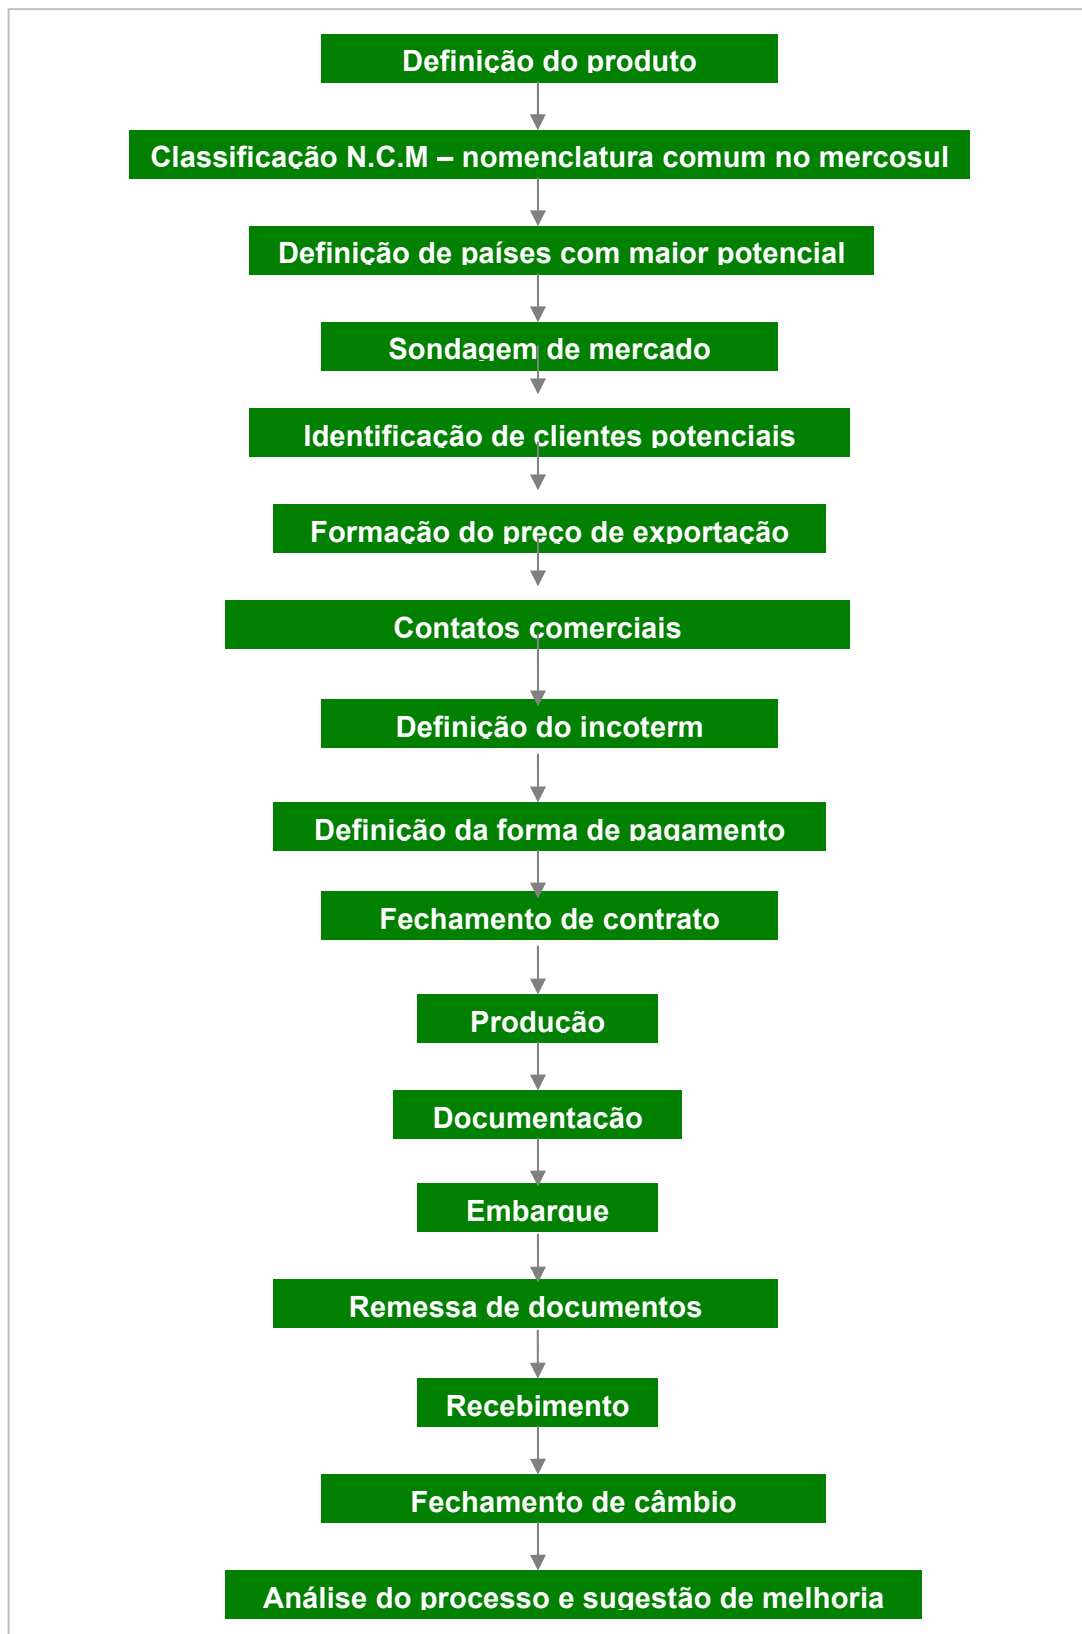 Definição do produto
Classificação N.C.M – nomenclatura comum no mercosul
Definição de países com maior potencial
Sondagem de mercado
Identificação de clientes potenciais
Formação do preço de exportação
Contatos comerciais
Definição do incoterm
Definição da forma de pagamento
Fechamento de contrato
Produção
Documentação
Embarque
Remessa de documentos
Recebimento
Fechamento de câmbio
Análise do processo e sugestão de melhoria